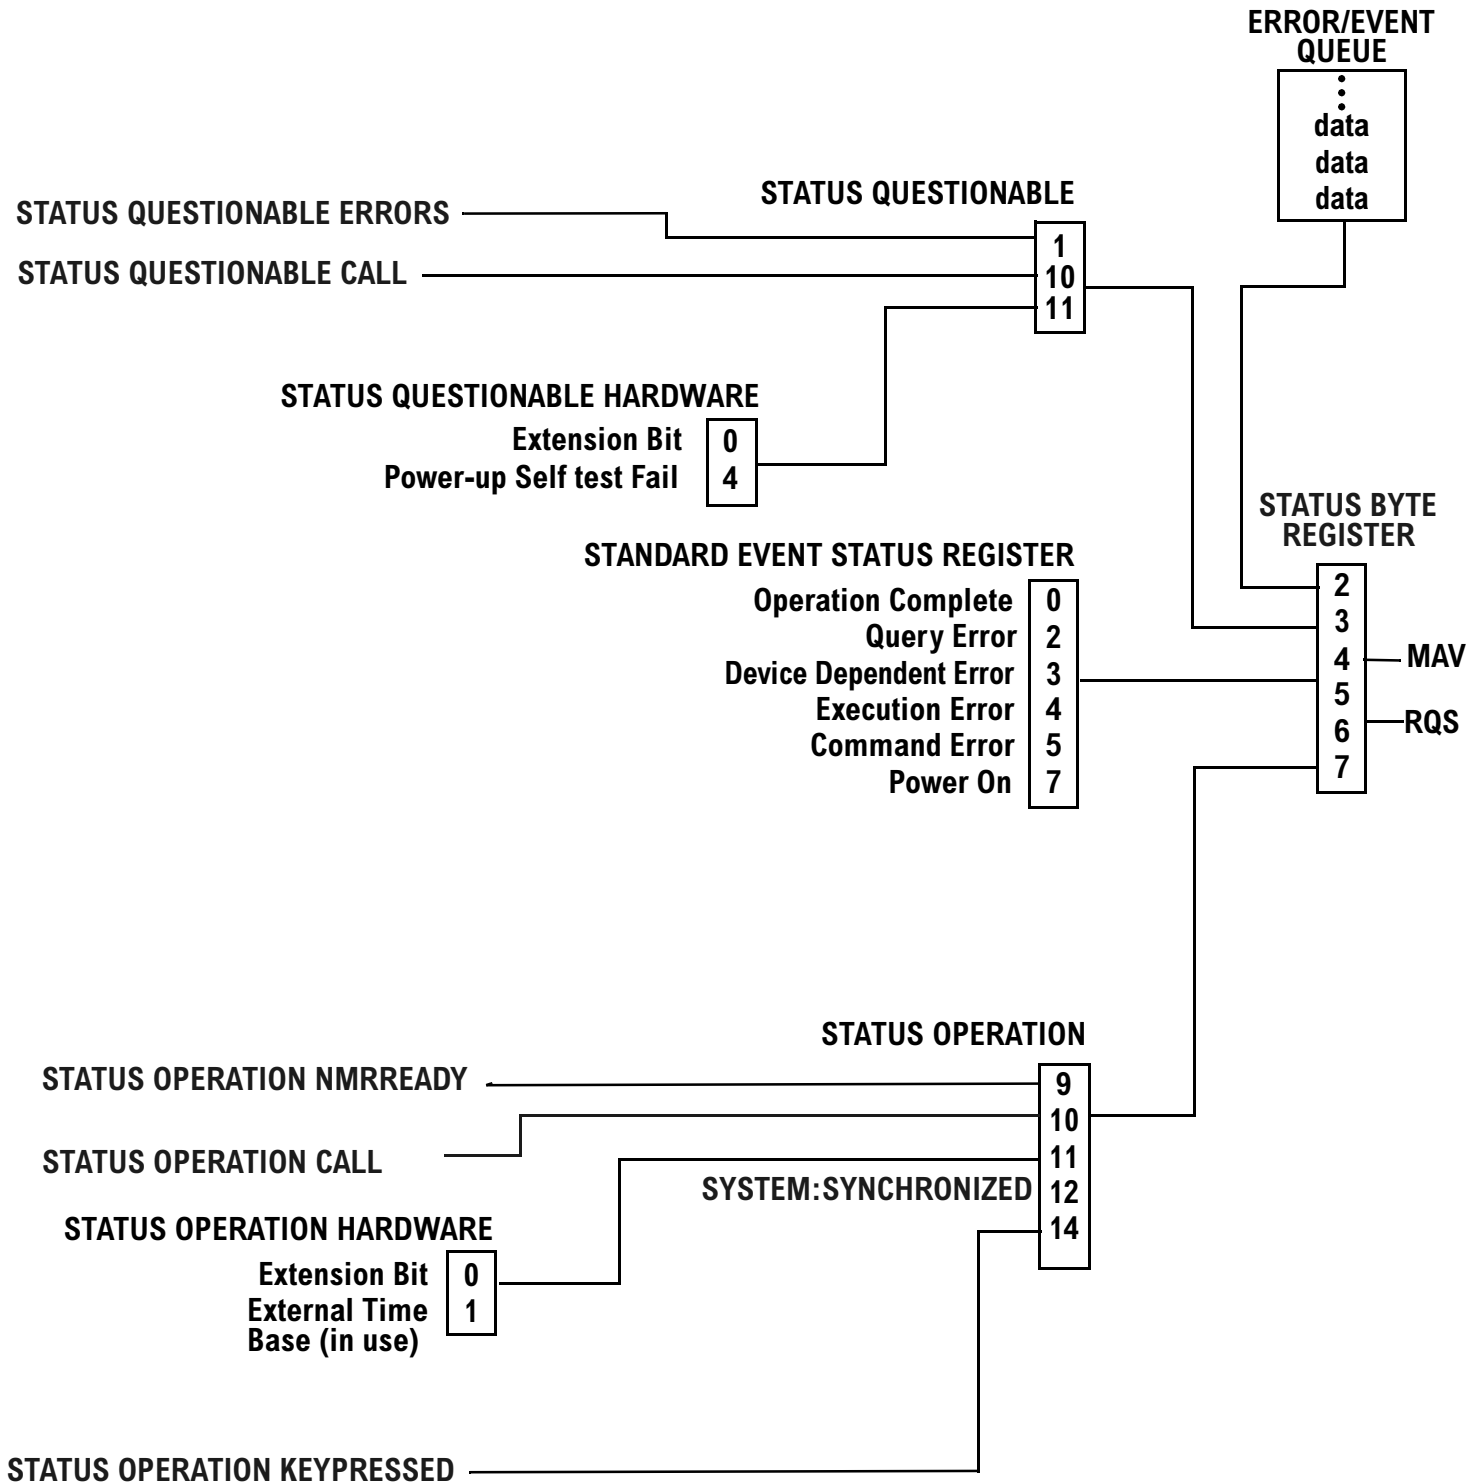 ERROR/EVENT
QUEUE
data
data
data
STATUS QUESTIONABLE
STATUS QUESTIONABLE ERRORS
1
STATUS QUESTIONABLE CALL
10
11
STATUS QUESTIONABLE HARDWARE
Extension Bit 0
Power-up Self test Fail 4
STATUS BYTE
REGISTER
2
3
4 MAV
5
6 RQS
7
STANDARD EVENT STATUS REGISTER
Operation Complete 0
Query Error 2
Device Dependent Error 3
Execution Error 4
Command Error 5
Power On 7
STATUS OPERATION
STATUS OPERATION NMRREADY
9
10
STATUS OPERATION CALL
11
SYSTEM:SYNCHRONIZED 12
14
STATUS OPERATION HARDWARE
Extension Bit 0
External Time 1
Base (in use)
STATUS OPERATION KEYPRESSED